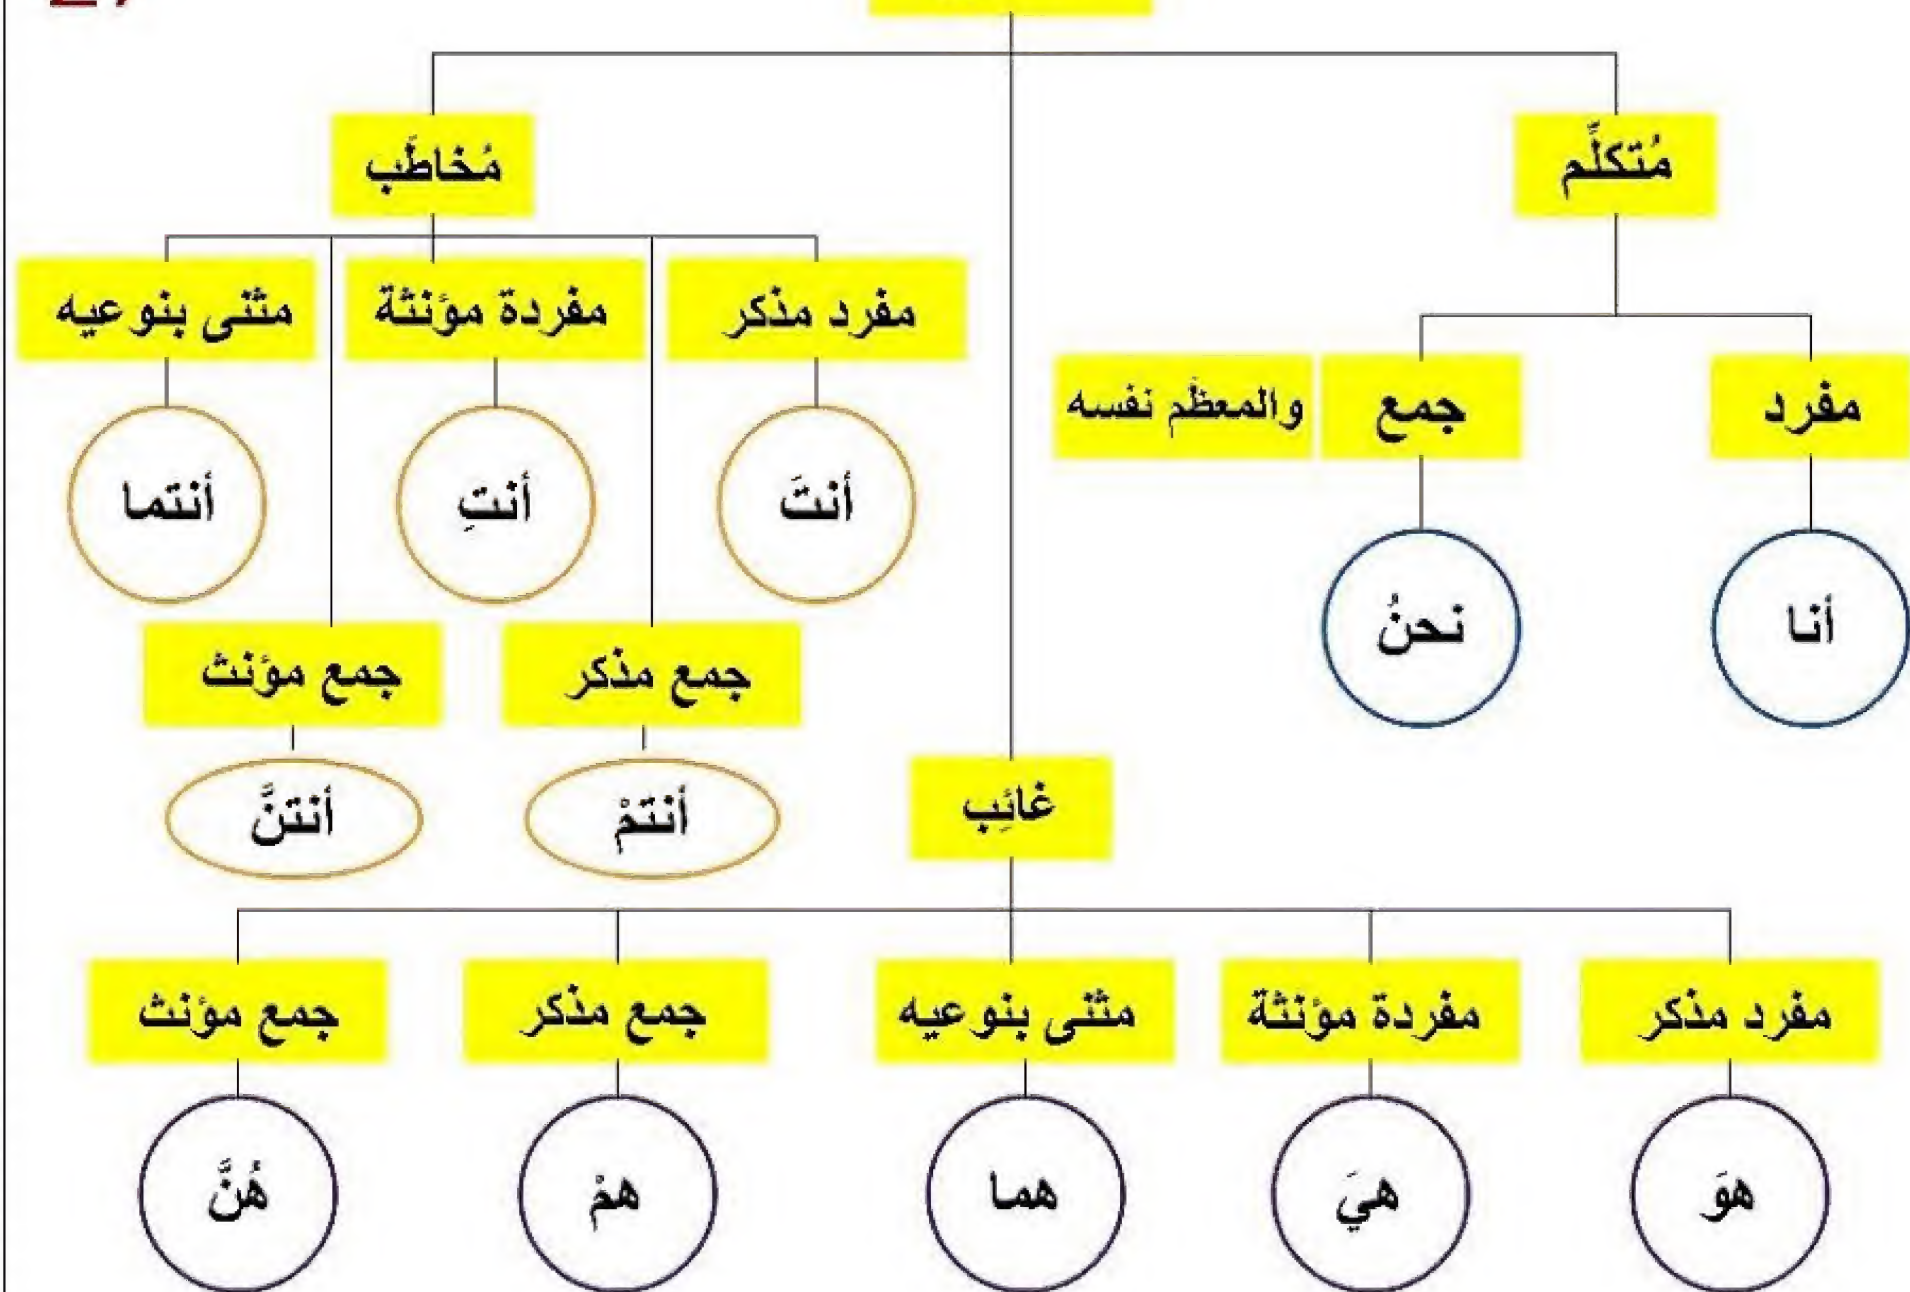 مُتكلِّم
مُخاطَب
مفرد مذكر
مفردة مؤنثة
مثنى بنوعيه
مفرد
جمع
والمعظم نفسه
أنتَ
أنتِ
أنتما
أنا
نحنُ
جمع مذكر
جمع مؤنث
أنتمْ
أنتنَّ
غائِب
مفرد مذكر
مفردة مؤنثة
مثنى بنوعيه
جمع مذكر
جمع مؤنث
هوَ
هيَ
هما
همْ
هُنَّ